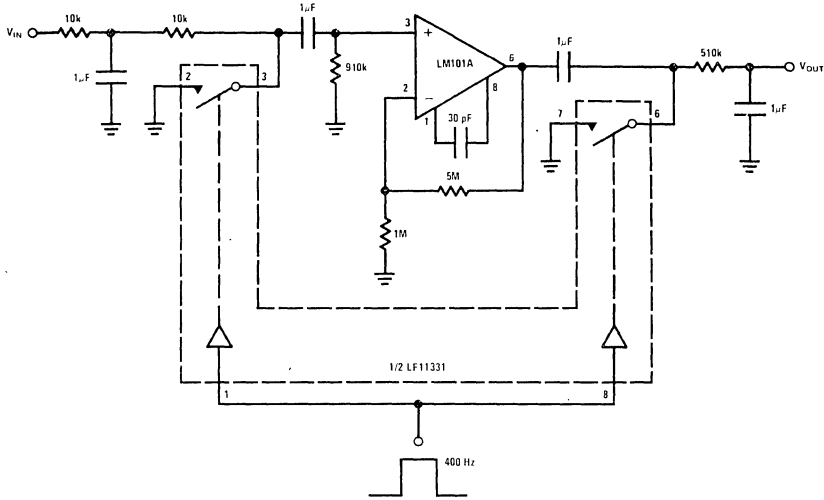 1μF
10k
10k
V_IN
3
+
6
1μF
LM101A
510k
V_OUT
910k
1μF
2
3
2
−
8
1
30 pF
7
6
1μF
5M
1M
1/2 LF11331
1
8
400 Hz